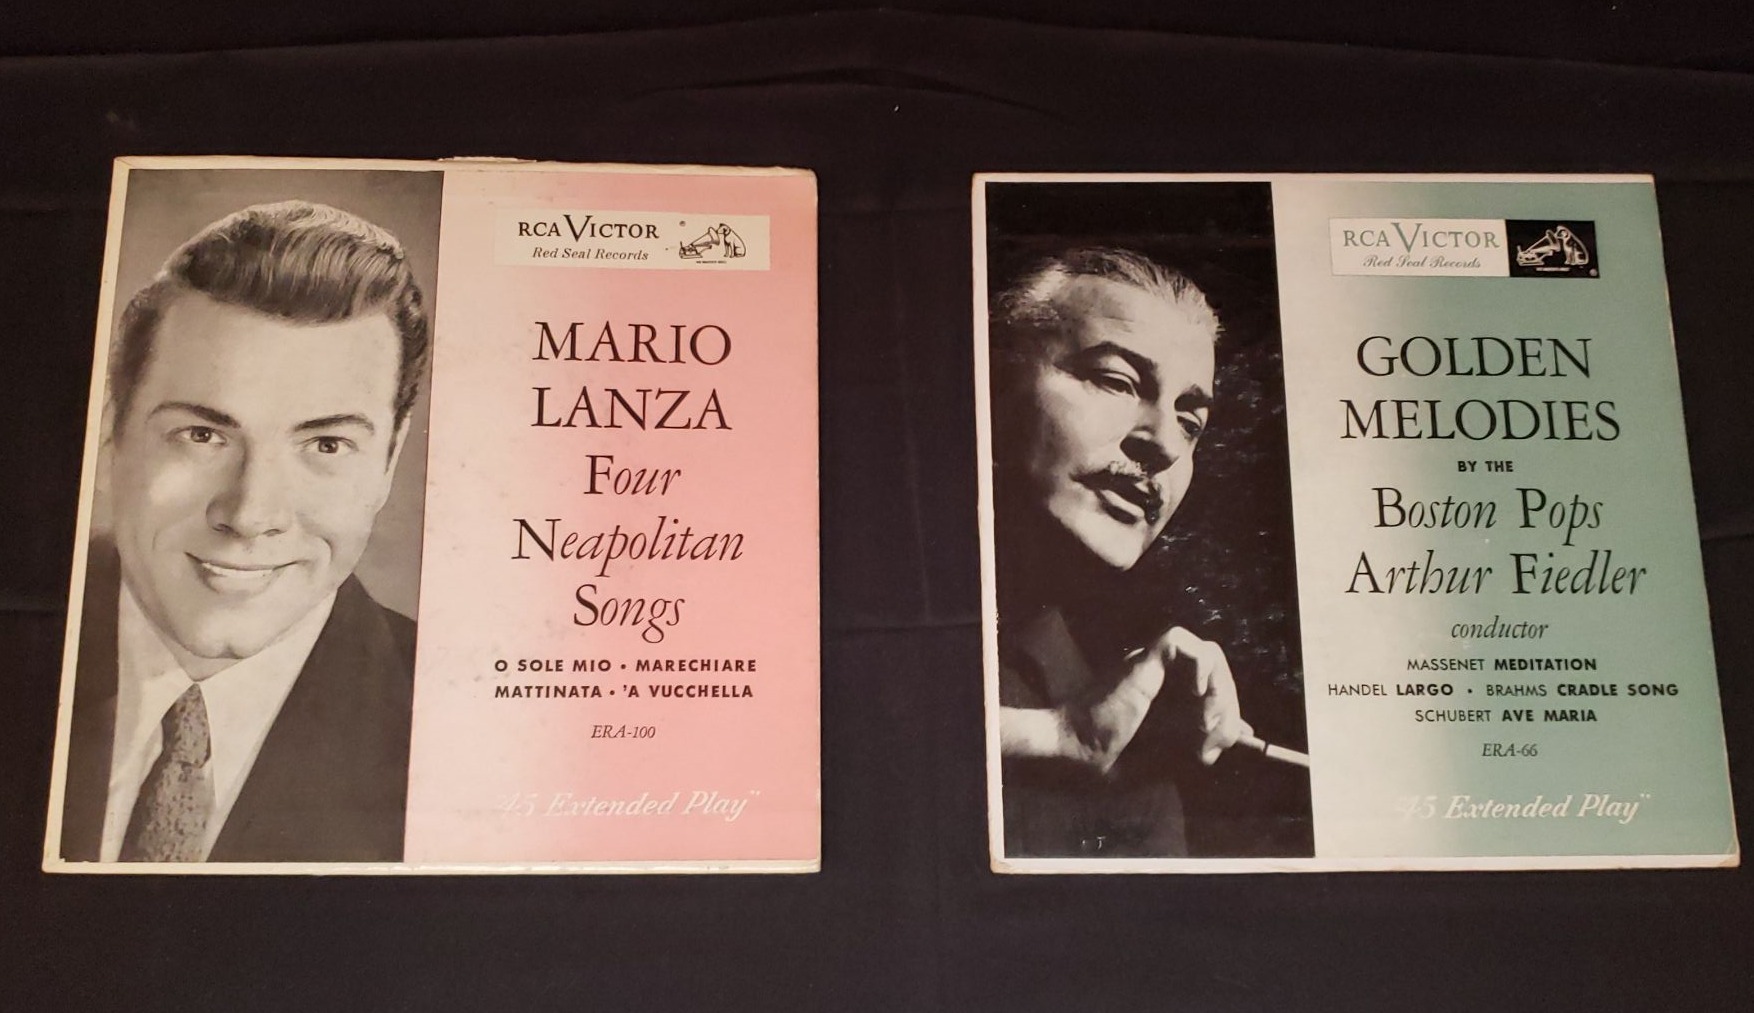 RCA VICTOR
Red Seal Records
MARIO
LANZA
Four
Neapolitan
Songs
O SOLE MIO • MARECHIARE
MATTINATA • 'A VUCCHELLA
ERA-100
"45 Extended Play"
RCA VICTOR
Red Seal Records
GOLDEN
MELODIES
BY THE
Boston Pops
Arthur Fiedler
conductor
MASSENET MEDITATION
HANDEL LARGO • BRAHMS CRADLE SONG
SCHUBERT AVE MARIA
ERA-66
"45 Extended Play"